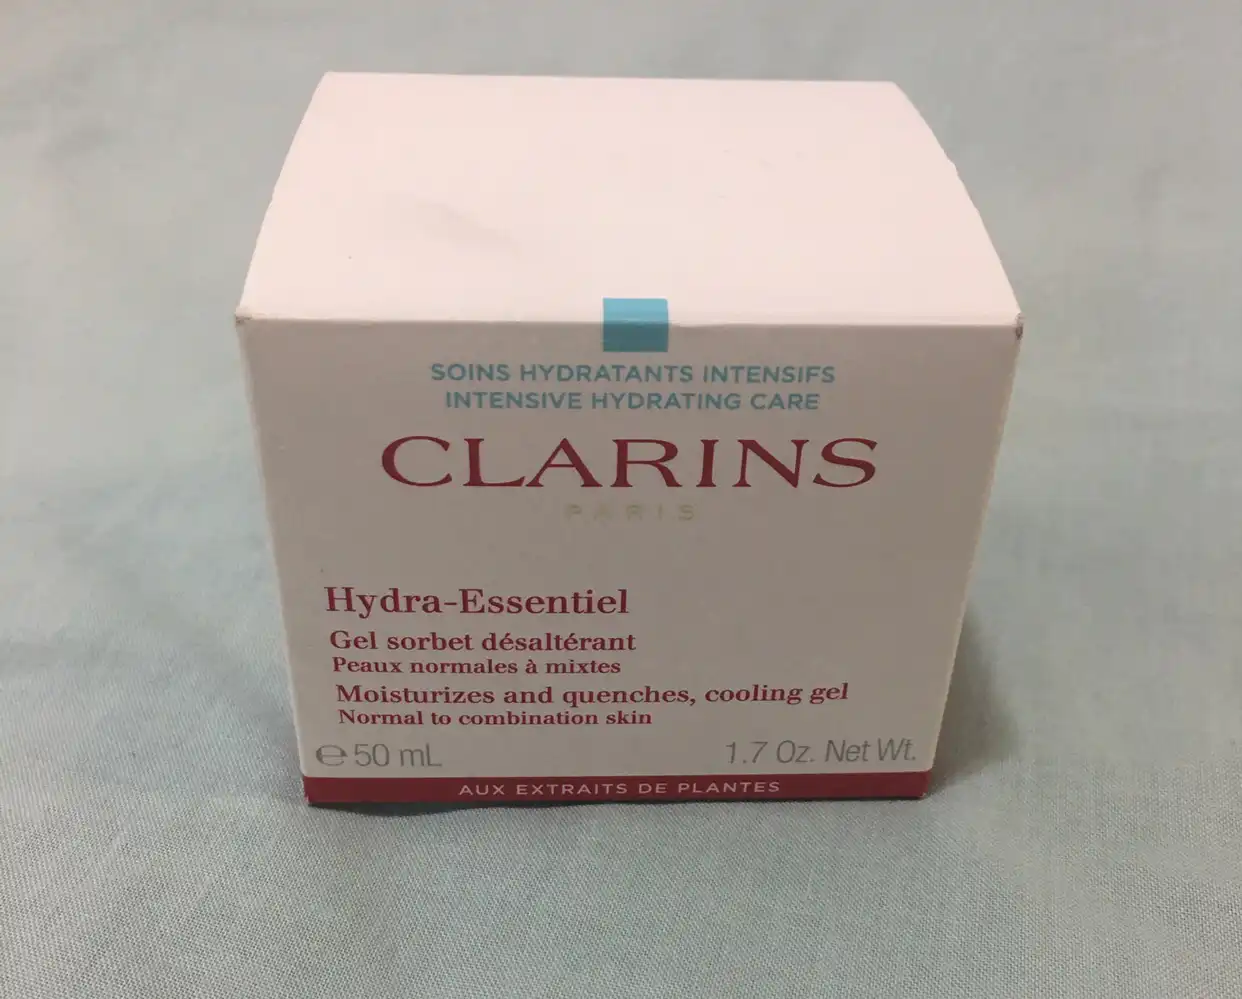 SOINS HYDRATANTS INTENSIFS
INTENSIVE HYDRATING CARE
CLARINS
PARIS
Hydra-Essentiel
Gel sorbet désaltérant
Peaux normales à mixtes
Moisturizes and quenches, cooling gel
Normal to combination skin
℮ 50 mL 1.7 Oz. Net Wt.
AUX EXTRAITS DE PLANTES